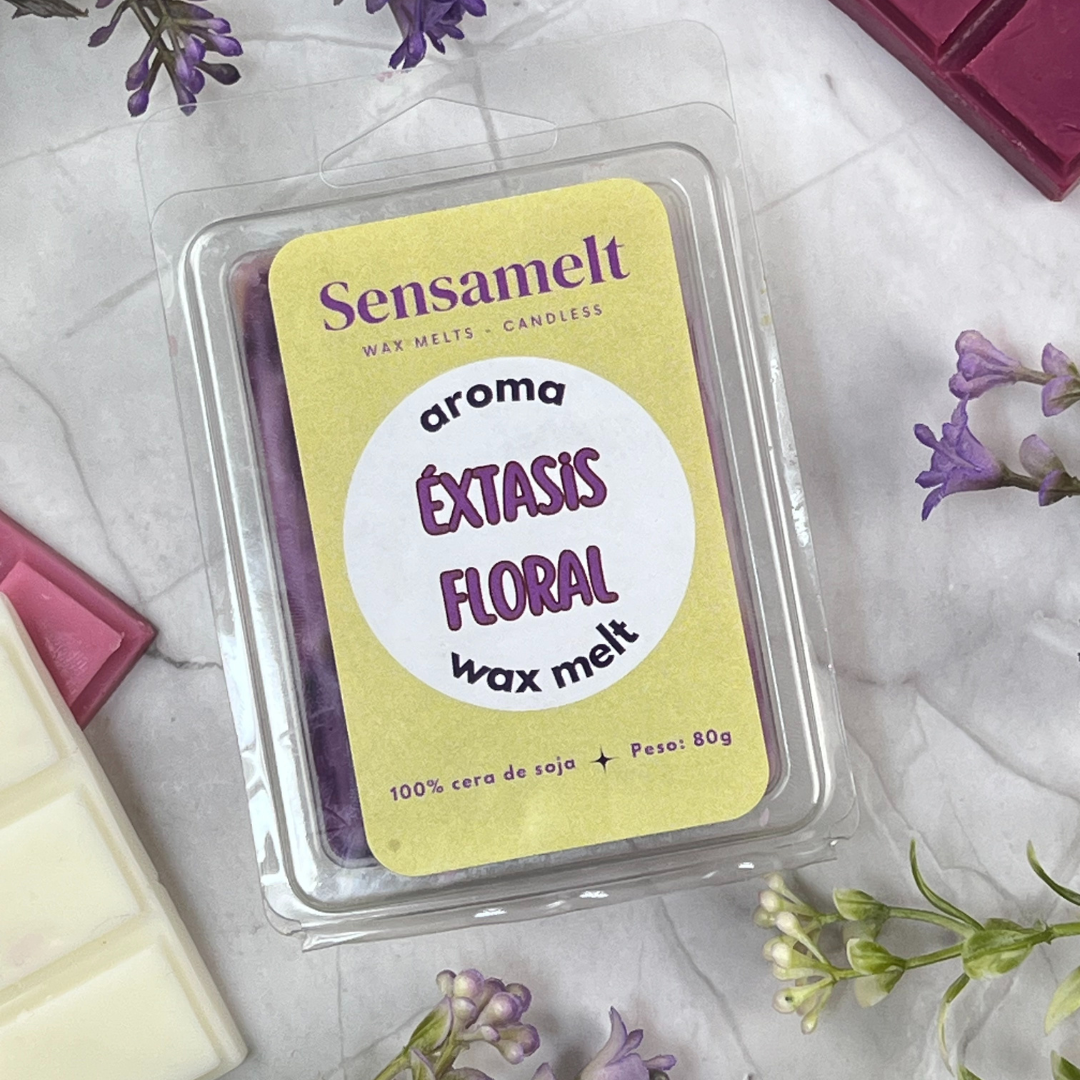 Sensamelt
WAX MELTS - CANDLESS
aroma
ÉXTASiS
FLORAL
wax melt
100% cera de soja ✦ Peso: 80g